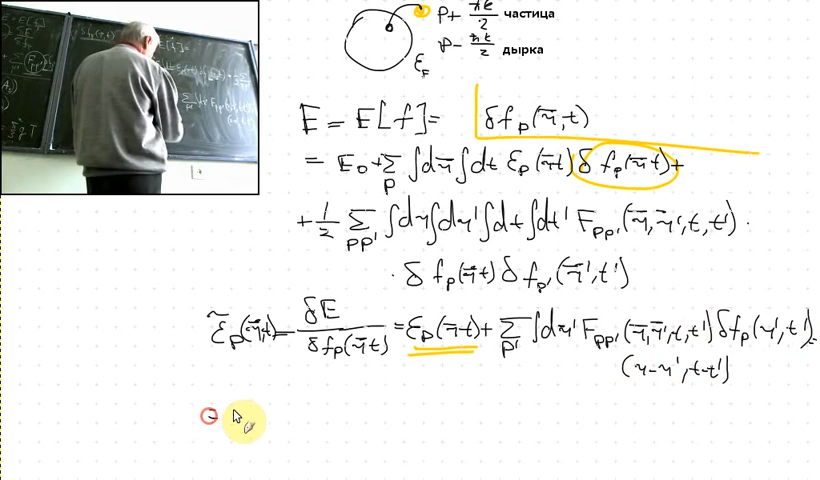 p + ħk/2 частица
p - ħk/2 дырка
ε_F
E = E[f] = δf_p(r̄,t)
= E_0 + Σ_p ∫dr̄∫dt ε_p(r̄t) δf_p(r̄t) +
+ 1/2 Σ_pp' ∫dr∫dr'∫dt∫dt' F_pp'(r̄,r̄',t,t') ·
· δf_p(r̄t) δf_p'(r̄',t')
ε̃_p(r̄,t) = δE/δf_p(r̄t) = ε_p(r̄t) + Σ_p' ∫dr' F_pp'(r̄,r̄',t,t') δf_p'(r',t') =
(r-r', t-t')
=